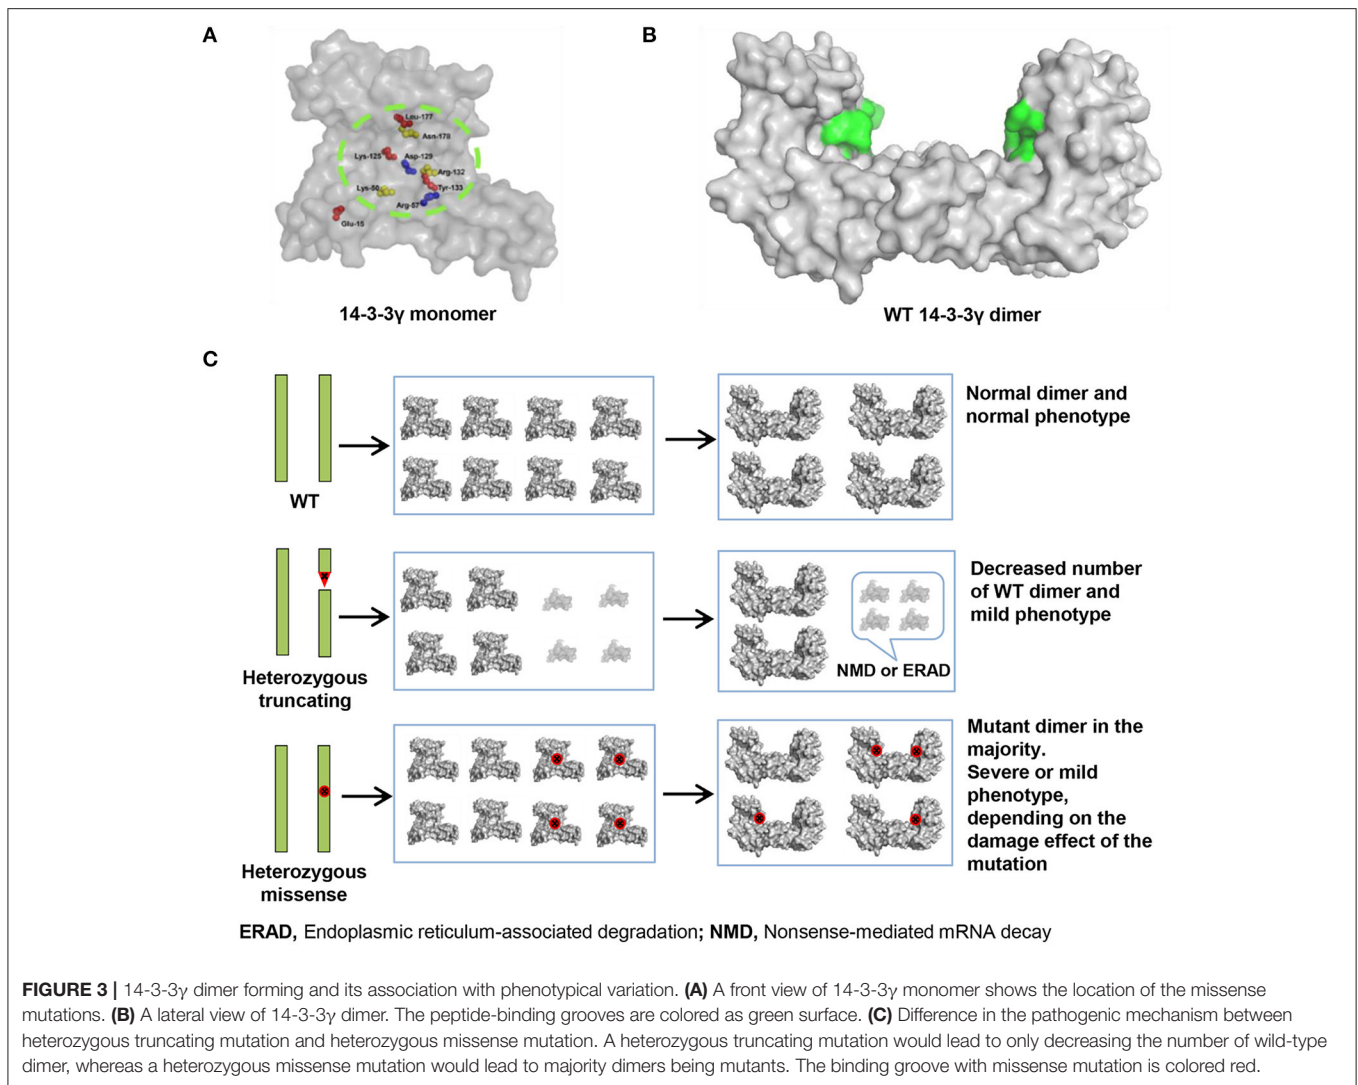 A
B
Leu-177
Asn-178
Lys-125
Asp-129
Arg-132
Lys-50
Tyr-133
Arg-57
Glu-15
14-3-3γ monomer
WT 14-3-3γ dimer
C
WT
Normal dimer and
normal phenotype
Heterozygous
truncating
NMD or ERAD
Decreased number
of WT dimer and
mild phenotype
Heterozygous
missense
Mutant dimer in the
majority.
Severe or mild
phenotype,
depending on the
damage effect of the
mutation
ERAD, Endoplasmic reticulum-associated degradation; NMD, Nonsense-mediated mRNA decay
FIGURE 3 | 14-3-3γ dimer forming and its association with phenotypical variation. (A) A front view of 14-3-3γ monomer shows the location of the missense
mutations. (B) A lateral view of 14-3-3γ dimer. The peptide-binding grooves are colored as green surface. (C) Difference in the pathogenic mechanism between
heterozygous truncating mutation and heterozygous missense mutation. A heterozygous truncating mutation would lead to only decreasing the number of wild-type
dimer, whereas a heterozygous missense mutation would lead to majority dimers being mutants. The binding groove with missense mutation is colored red.